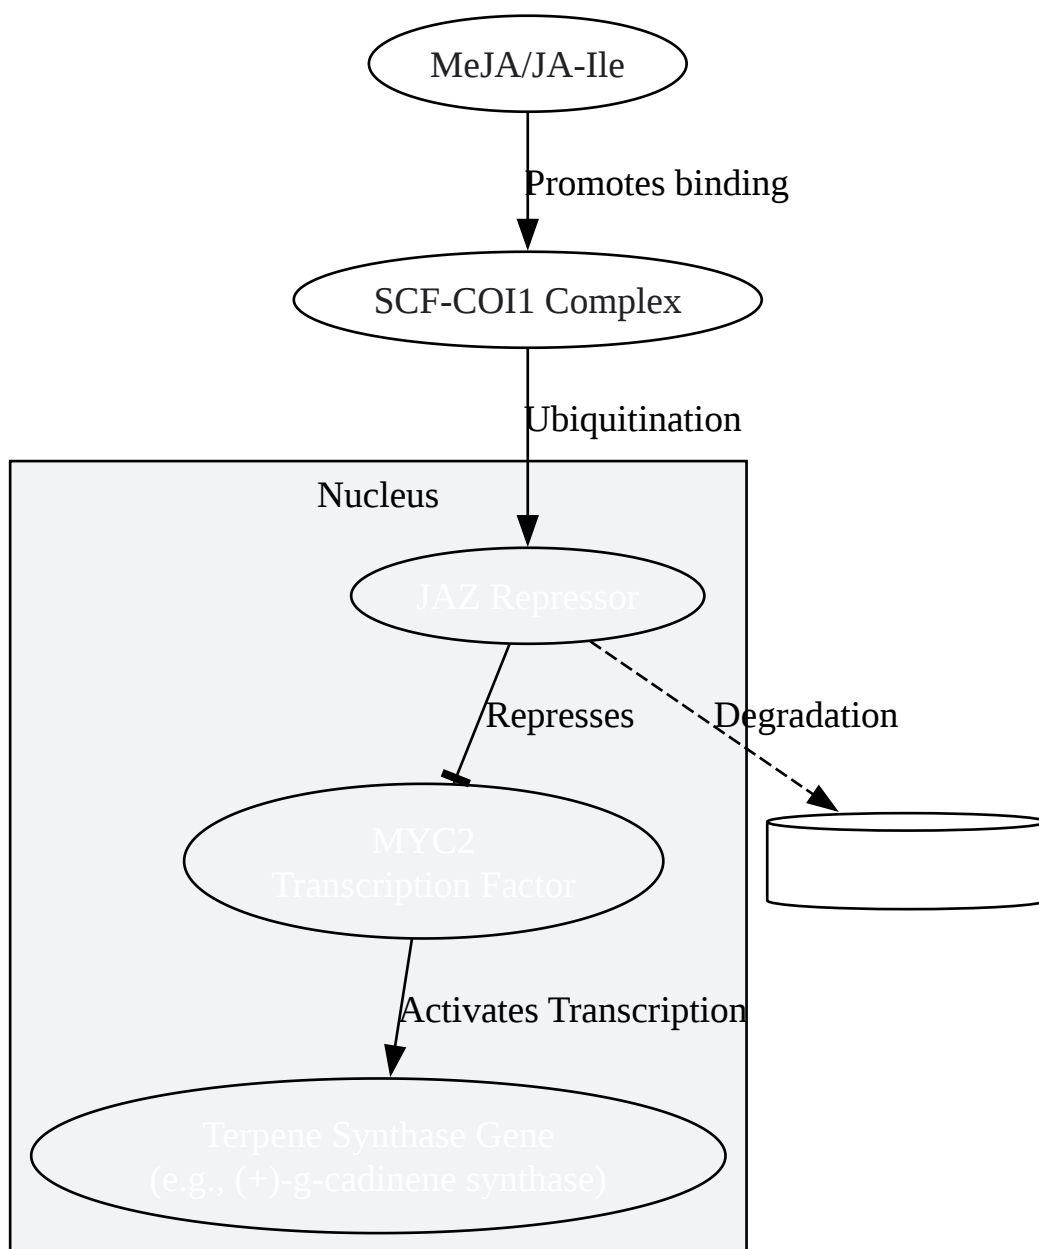 MeJA/JA-Ile
Promotes binding
SCF-COI1 Complex
Ubiquitination
Nucleus
JAZ Repressor
Represses
Degradation
MYC2
Transcription Factor
Activates Transcription
Terpene Synthase Gene
(e.g., (+)-g-cadinene synthase)